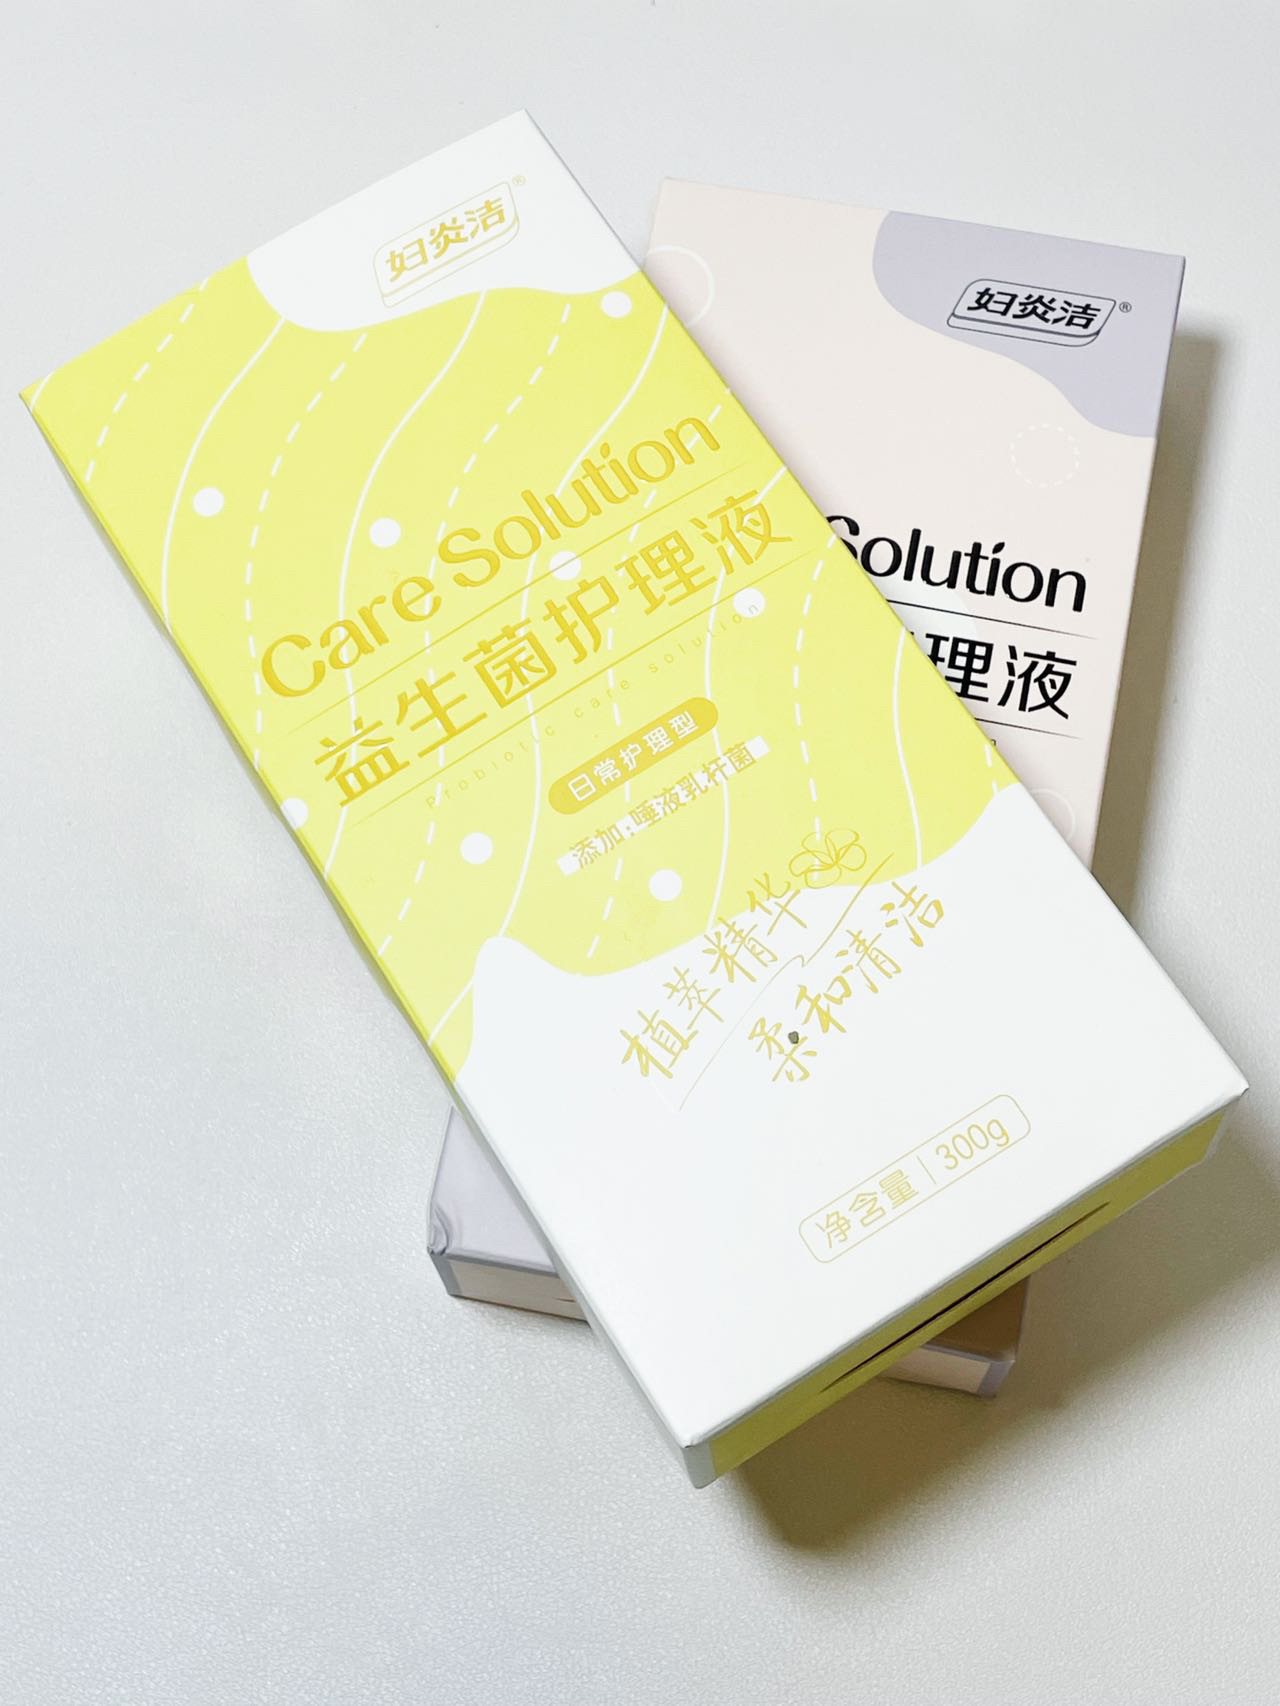 妇炎洁®
Care Solution
益生菌护理液
Probiotic care solution
日常护理型
添加:唾液乳杆菌
植萃精华
柔和清洁
净含量 | 300g
妇炎洁®
Solution
理液